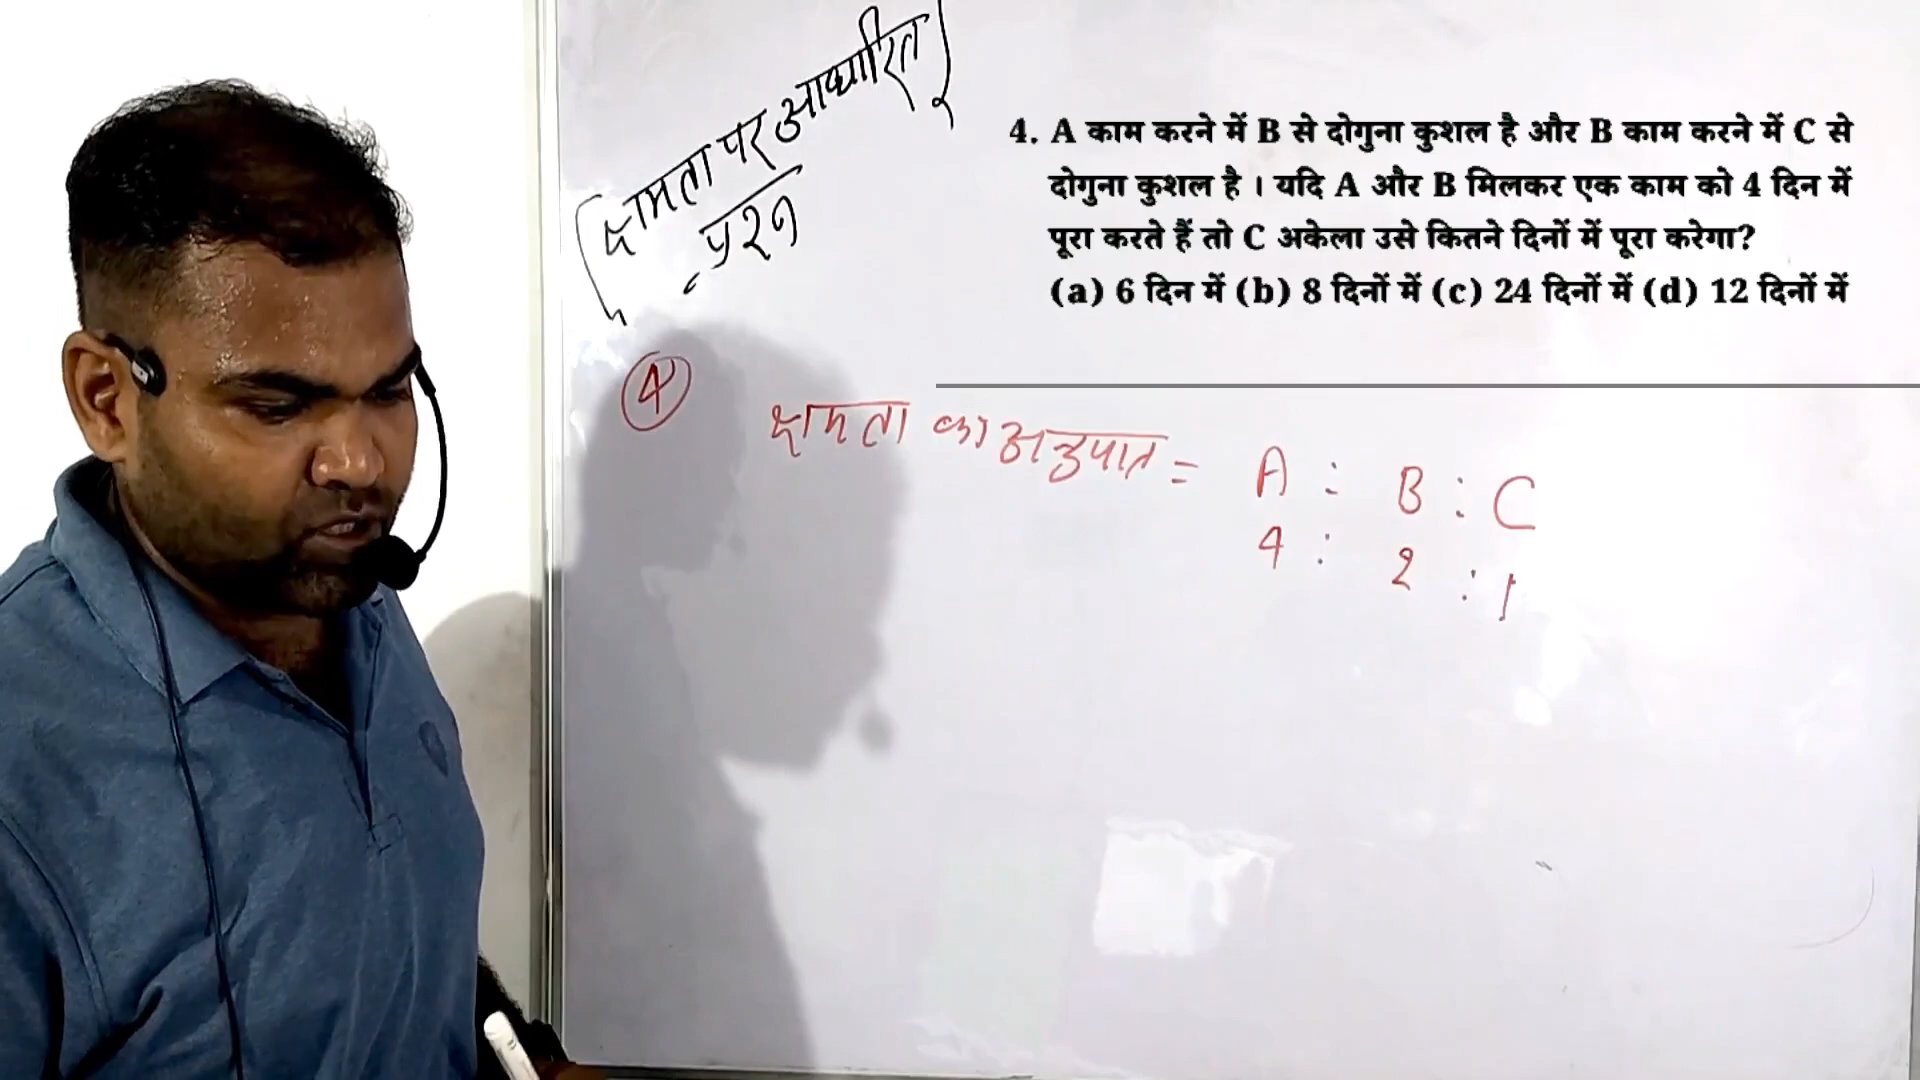 (क्षमता पर आधारित)
प्रश्न
4. A काम करने में B से दोगुना कुशल है और B काम करने में C से
दोगुना कुशल है । यदि A और B मिलकर एक काम को 4 दिन में
पूरा करते हैं तो C अकेला उसे कितने दिनों में पूरा करेगा?
(a) 6 दिन में (b) 8 दिनों में (c) 24 दिनों में (d) 12 दिनों में
4 क्षमता का अनुपात = A : B : C
4 : 2 : 1